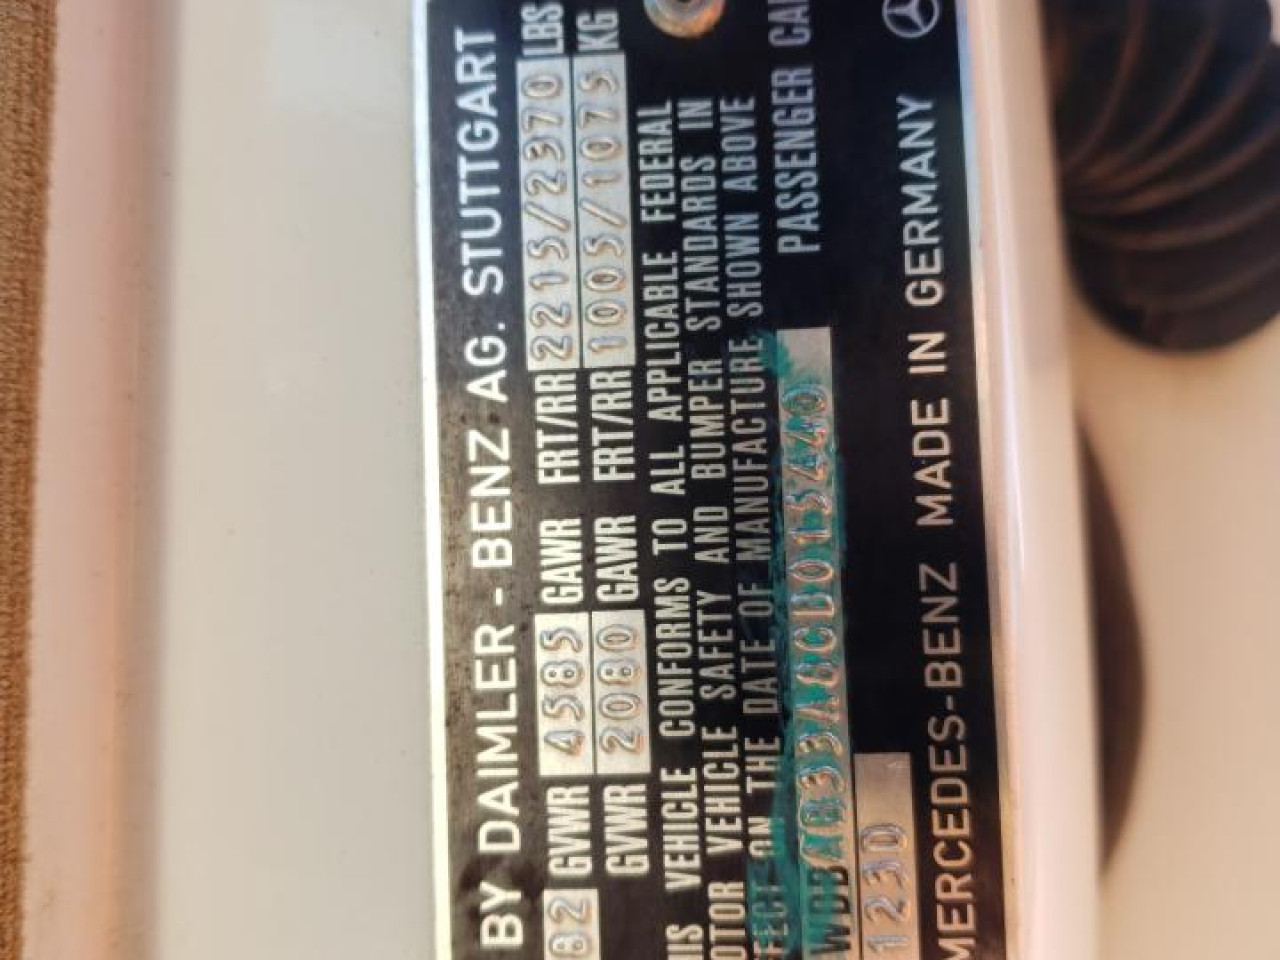 BY DAIMLER - BENZ AG. STUTTGART
82 GVWR 4585 GAWR FRT/RR 2215/2370 LBS
GVWR 2080 GAWR FRT/RR 1005/1075 KG
VEHICLE CONFORMS TO ALL APPLICABLE FEDERAL
VEHICLE SAFETY AND BUMPER STANDARDS IN
ON THE DATE OF MANUFACTURE SHOWN ABOVE
PASSENGER
1230
MERCEDES-BENZ MADE IN GERMANY